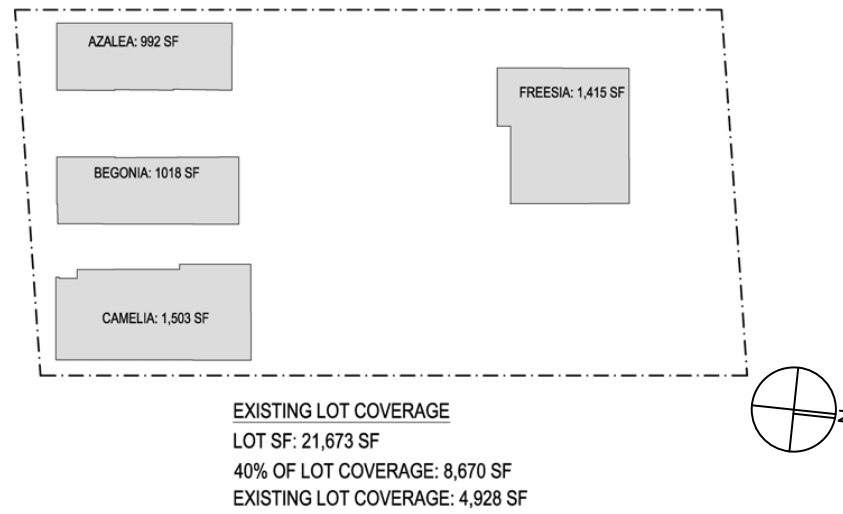 AZALEA: 992 SF
FREESIA: 1,415 SF
BEGONIA: 1018 SF
CAMELIA: 1,503 SF
EXISTING LOT COVERAGE
LOT SF: 21,673 SF
40% OF LOT COVERAGE: 8,670 SF
EXISTING LOT COVERAGE: 4,928 SF
N